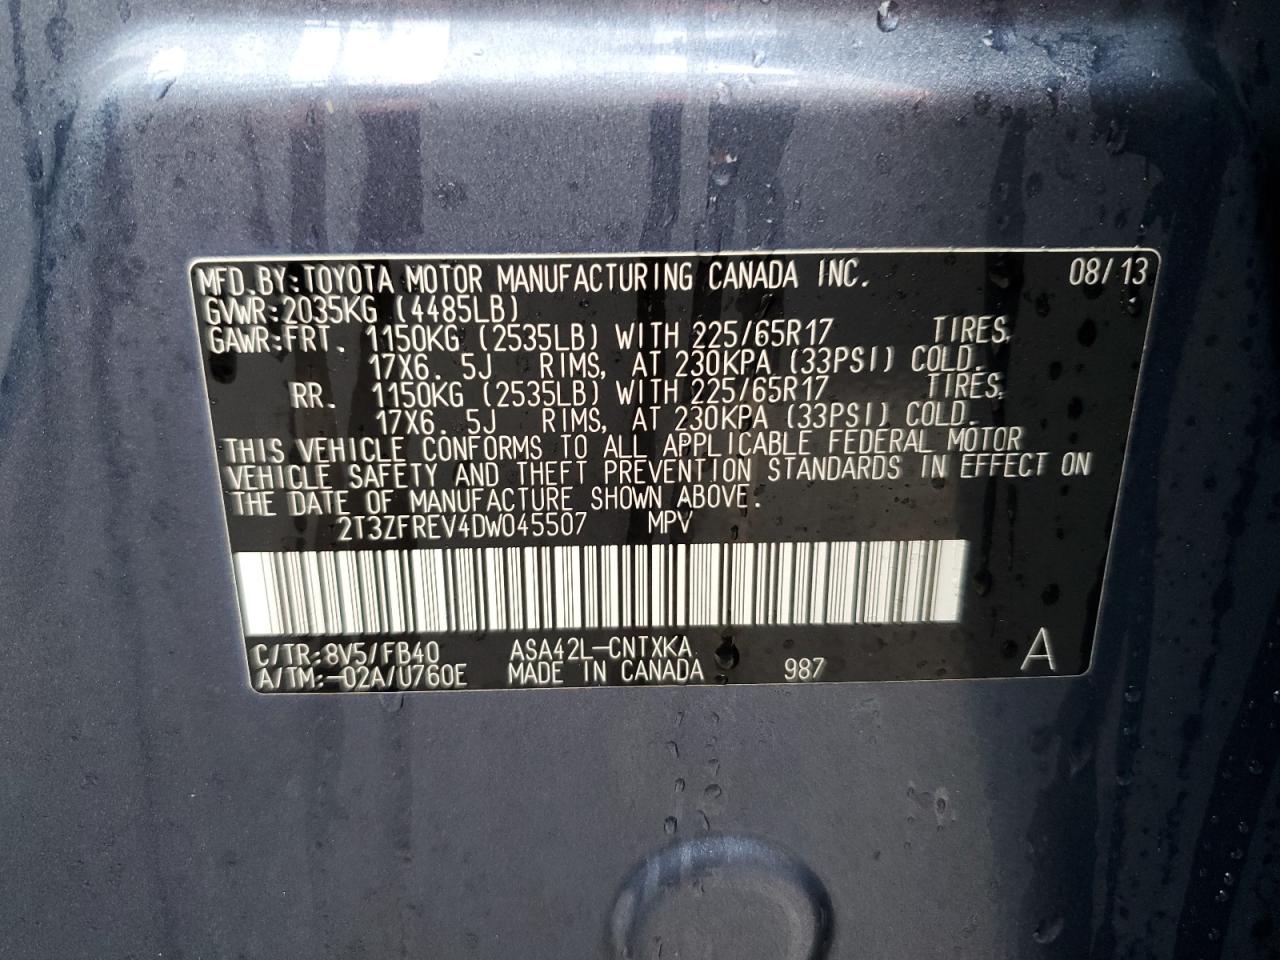 MFD.BY:TOYOTA MOTOR MANUFACTURING CANADA INC. 08/13
GVWR:2035KG (4485LB)
GAWR:FRT. 1150KG (2535LB) WITH 225/65R17 TIRES,
17X6. 5J RIMS, AT 230KPA (33PSI) COLD.
RR. 1150KG (2535LB) WITH 225/65R17 TIRES,
17X6. 5J RIMS, AT 230KPA (33PSI) COLD.
THIS VEHICLE CONFORMS TO ALL APPLICABLE FEDERAL MOTOR
VEHICLE SAFETY AND THEFT PREVENTION STANDARDS IN EFFECT ON
THE DATE OF MANUFACTURE SHOWN ABOVE.
2T3ZFREV4DW045507 MPV
C/TR:8V5/FB40 ASA42L-CNTXKA
A/TM:-02A/U760E MADE IN CANADA 987 A